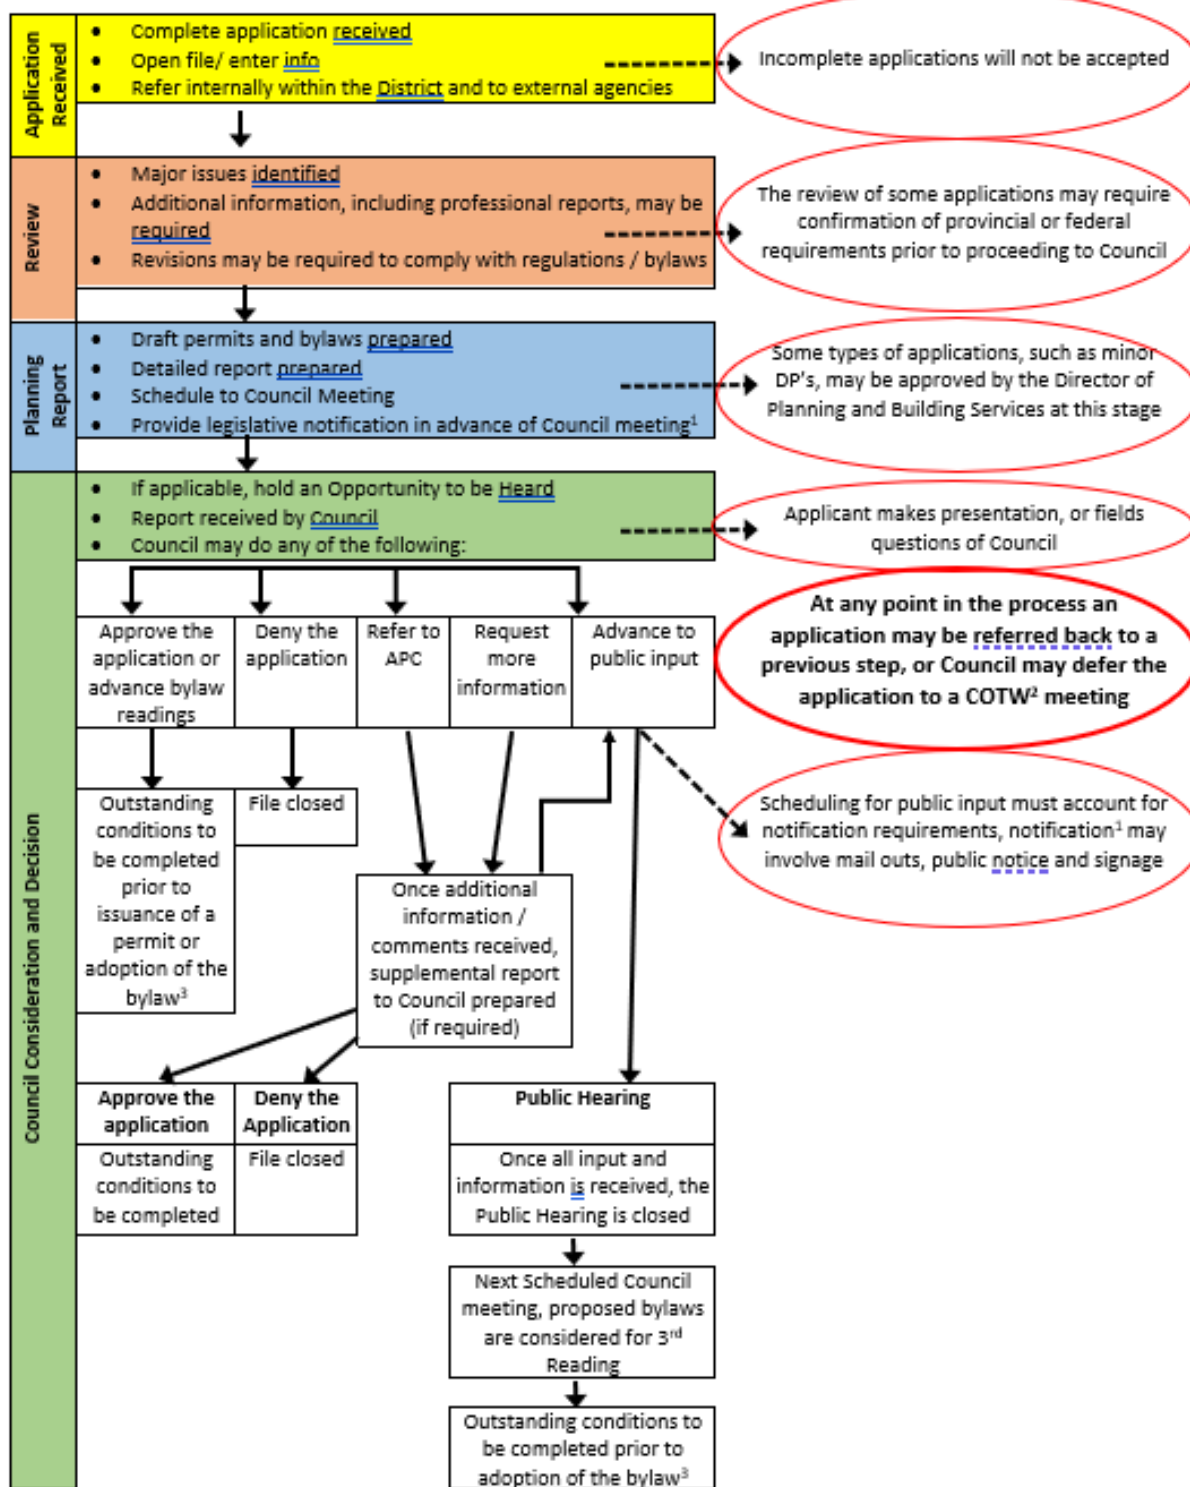 Application
Received
• Complete application received
• Open file/ enter info
• Refer internally within the District and to external agencies
Incomplete applications will not be accepted
Review
• Major issues identified
• Additional information, including professional reports, may be
required
• Revisions may be required to comply with regulations / bylaws
The review of some applications may require
confirmation of provincial or federal
requirements prior to proceeding to Council
Planning
Report
• Draft permits and bylaws prepared
• Detailed report prepared
• Schedule to Council Meeting
• Provide legislative notification in advance of Council meeting¹
Some types of applications, such as minor
DP's, may be approved by the Director of
Planning and Building Services at this stage
Council Consideration and Decision
• If applicable, hold an Opportunity to be Heard
• Report received by Council
• Council may do any of the following:
Applicant makes presentation, or fields
questions of Council
Approve the
application or
advance bylaw
readings
Deny the
application
Refer to
APC
Request
more
information
Advance to
public input
At any point in the process an
application may be referred back to a
previous step, or Council may defer the
application to a COTW² meeting
Outstanding
conditions to
be completed
prior to
issuance of a
permit or
adoption of the
bylaw³
File closed
Scheduling for public input must account for
notification requirements, notification¹ may
involve mail outs, public notice and signage
Once additional
information /
comments received,
supplemental report
to Council prepared
(if required)
Approve the
application
Outstanding
conditions to
be completed
Deny the
Application
File closed
Public Hearing
Once all input and
information is received, the
Public Hearing is closed
Next Scheduled Council
meeting, proposed bylaws
are considered for 3rd
Reading
Outstanding conditions to
be completed prior to
adoption of the bylaw³